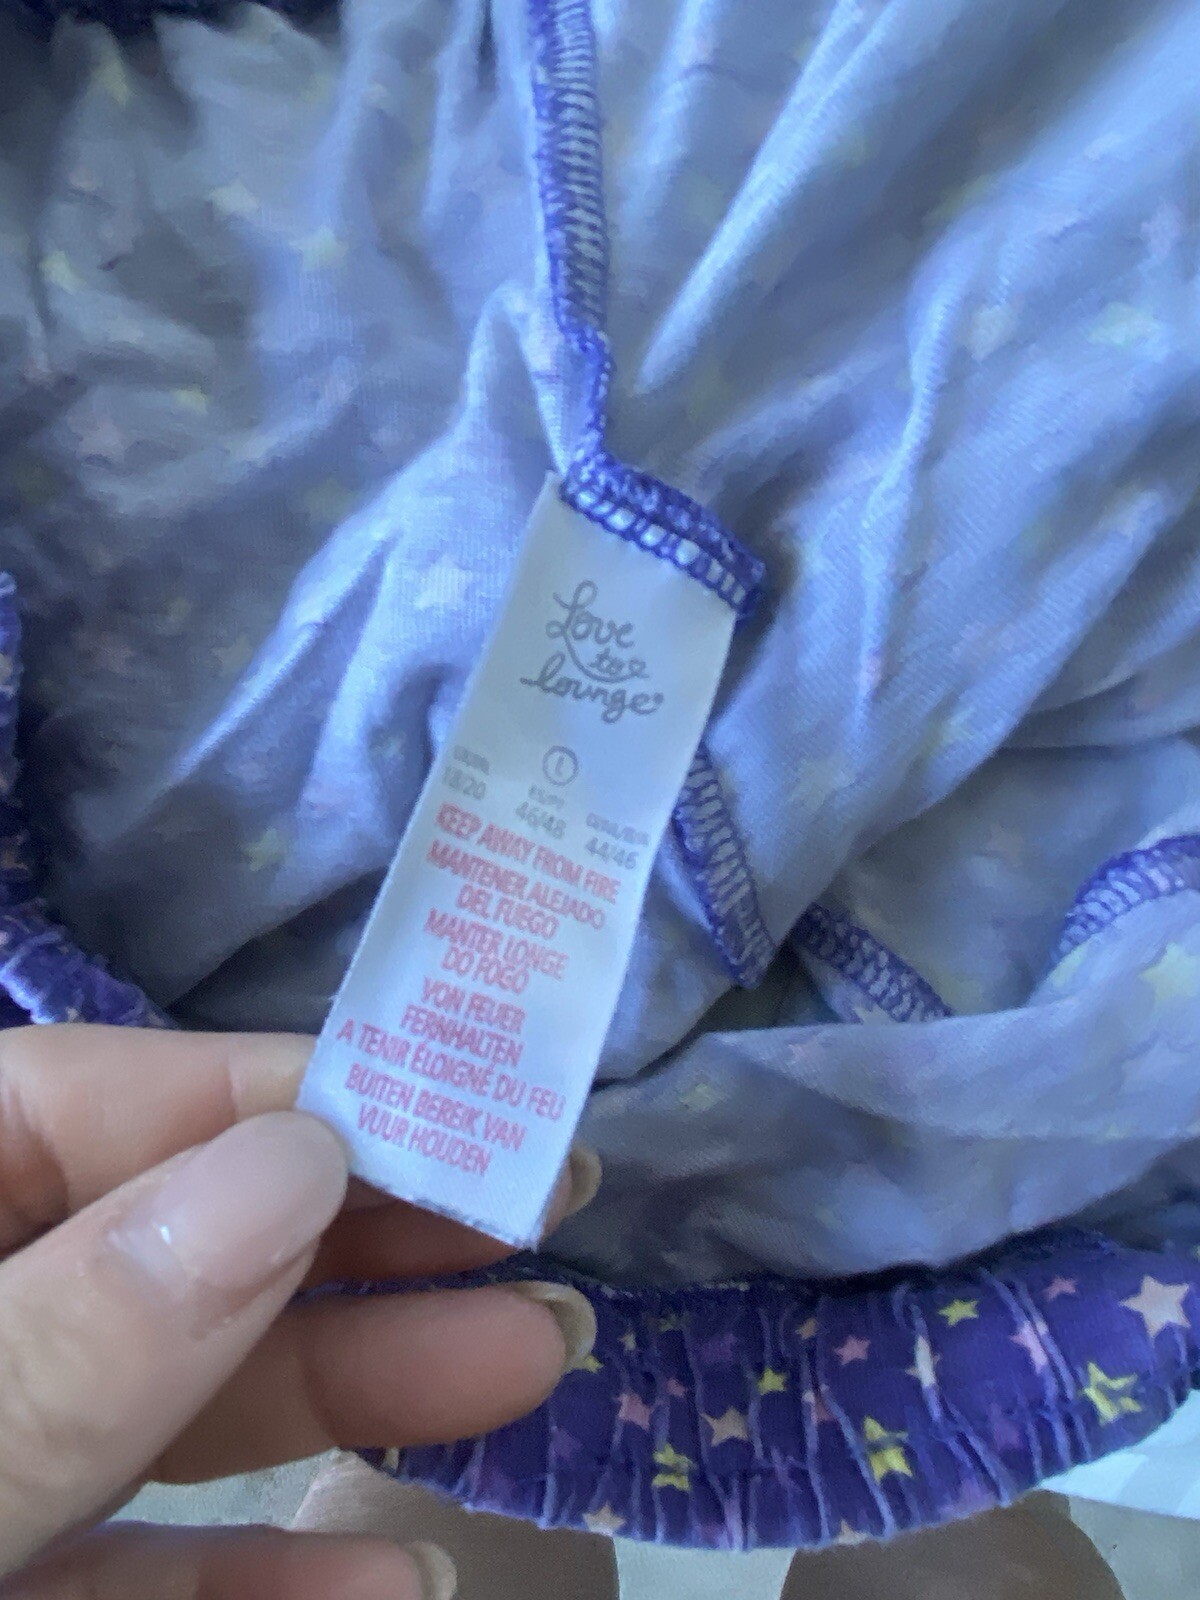 Love
to
lounge®
L
18/20 46/48 44/46
KEEP AWAY FROM FIRE
MANTENER ALEJADO
DEL FUEGO
MANTER LONGE
DO FOGO
VON FEUER
FERNHALTEN
A TENIR ÉLOIGNÉ DU FEU
BUITEN BEREIK VAN
VUUR HOUDEN